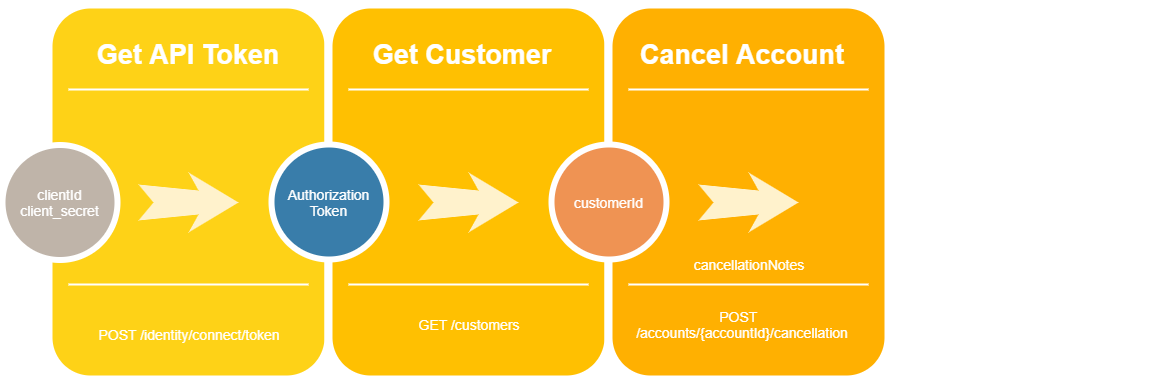 Get API Token
Get Customer
Cancel Account
clientId
client_secret
Authorization
Token
customerId
cancellationNotes
POST /identity/connect/token
GET /customers
POST
/accounts/{accountId}/cancellation